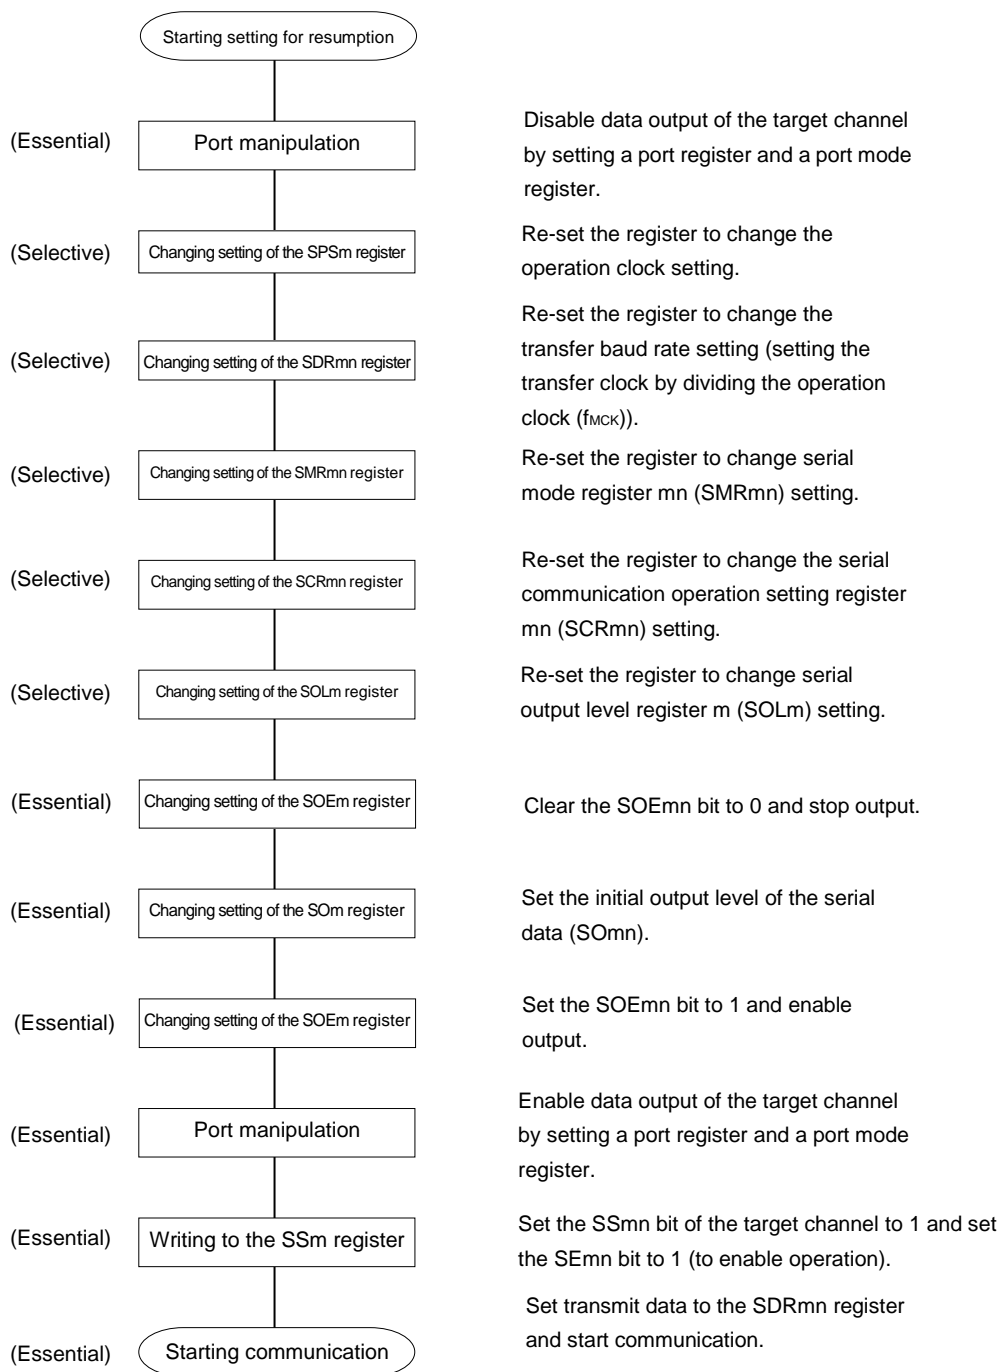 Starting setting for resumption
(Essential)
Port manipulation
Disable data output of the target channel
by setting a port register and a port mode
register.
(Selective)
Changing setting of the SPSm register
Re-set the register to change the
operation clock setting.
(Selective)
Changing setting of the SDRmn register
Re-set the register to change the
transfer baud rate setting (setting the
transfer clock by dividing the operation
clock (fMCK)).
(Selective)
Changing setting of the SMRmn register
Re-set the register to change serial
mode register mn (SMRmn) setting.
(Selective)
Changing setting of the SCRmn register
Re-set the register to change the serial
communication operation setting register
mn (SCRmn) setting.
(Selective)
Changing setting of the SOLm register
Re-set the register to change serial
output level register m (SOLm) setting.
(Essential)
Changing setting of the SOEm register
Clear the SOEmn bit to 0 and stop output.
(Essential)
Changing setting of the SOm register
Set the initial output level of the serial
data (SOmn).
(Essential)
Changing setting of the SOEm register
Set the SOEmn bit to 1 and enable
output.
(Essential)
Port manipulation
Enable data output of the target channel
by setting a port register and a port mode
register.
(Essential)
Writing to the SSm register
Set the SSmn bit of the target channel to 1 and set
the SEmn bit to 1 (to enable operation).
(Essential)
Starting communication
Set transmit data to the SDRmn register
and start communication.